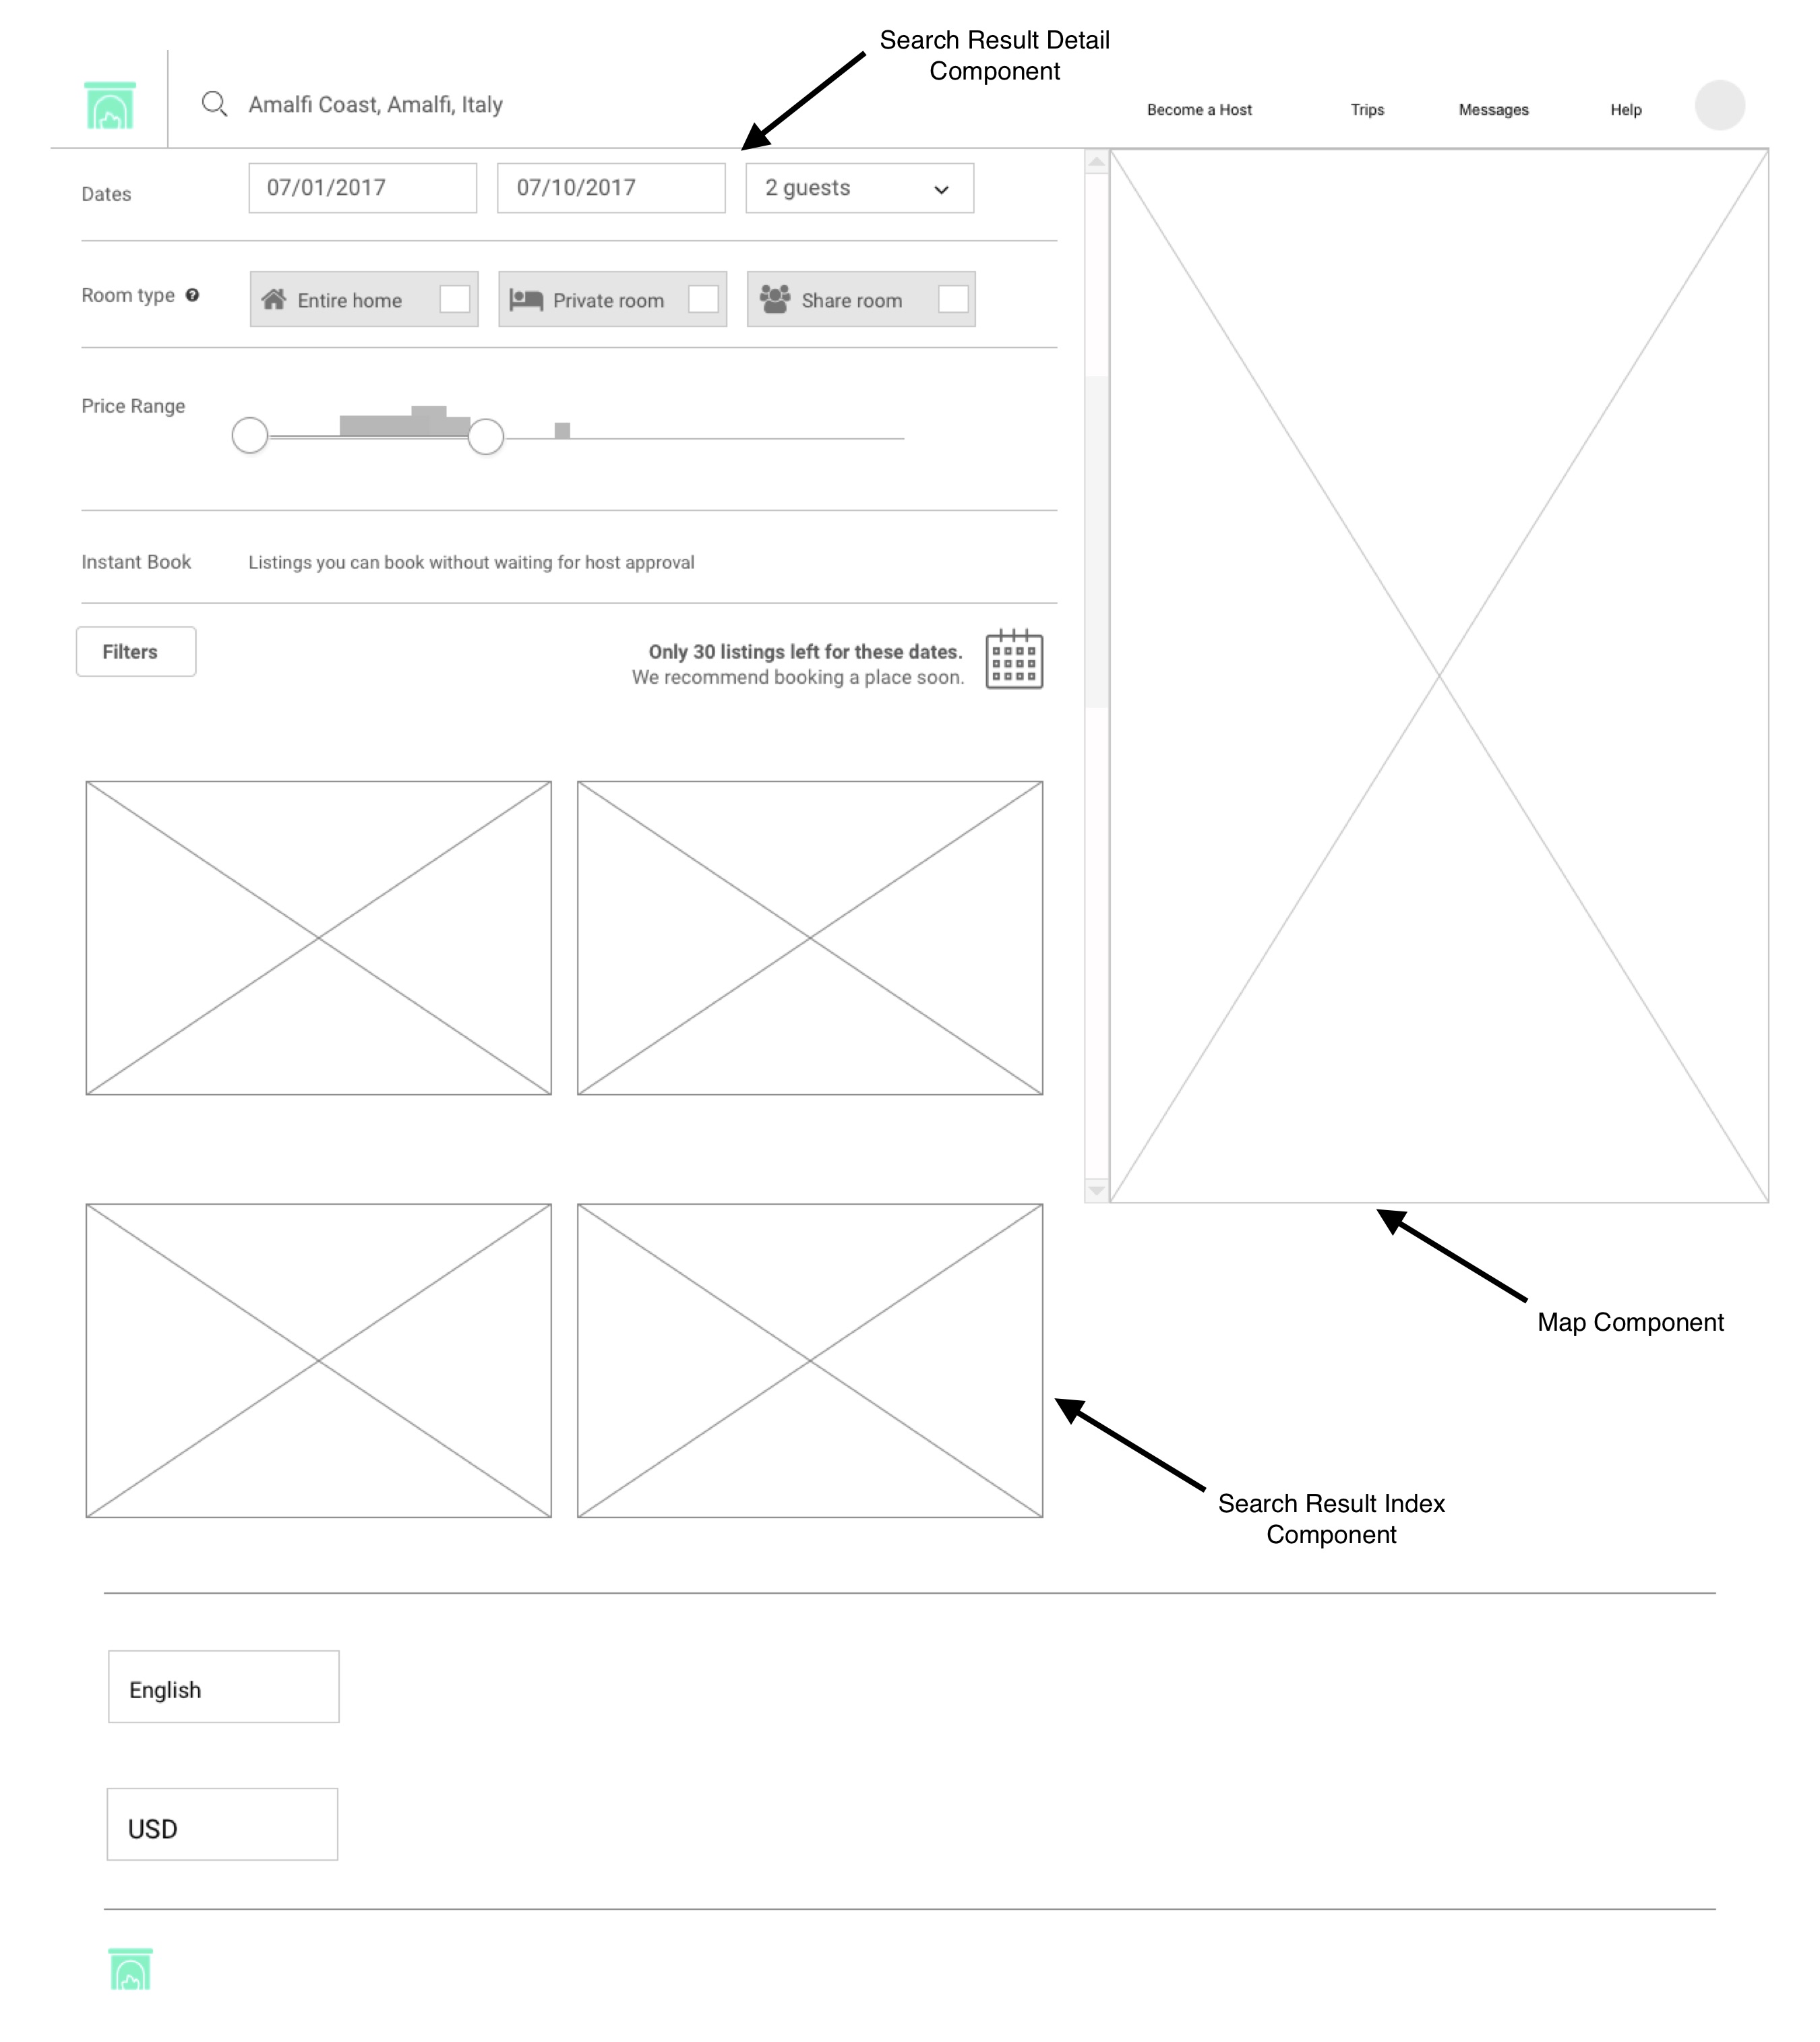 Search Result Detail
Component
Amalfi Coast, Amalfi, Italy
Become a Host
Trips
Messages
Help
Dates
07/01/2017
07/10/2017
2 guests
Room type
Entire home
Private room
Share room
Price Range
Instant Book
Listings you can book without waiting for host approval
Filters
Only 30 listings left for these dates.
We recommend booking a place soon.
Map Component
Search Result Index
Component
English
USD